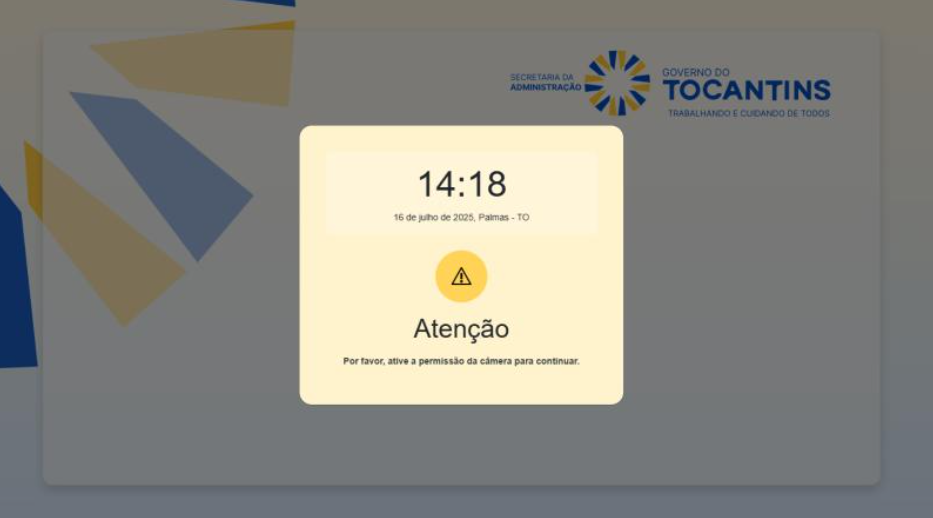 SECRETARIA DA
ADMINISTRAÇÃO
GOVERNO DO
TOCANTINS
TRABALHANDO E CUIDANDO DE TODOS
14:18
16 de julho de 2025, Palmas - TO
Atenção
Por favor, ative a permissão da câmera para continuar.